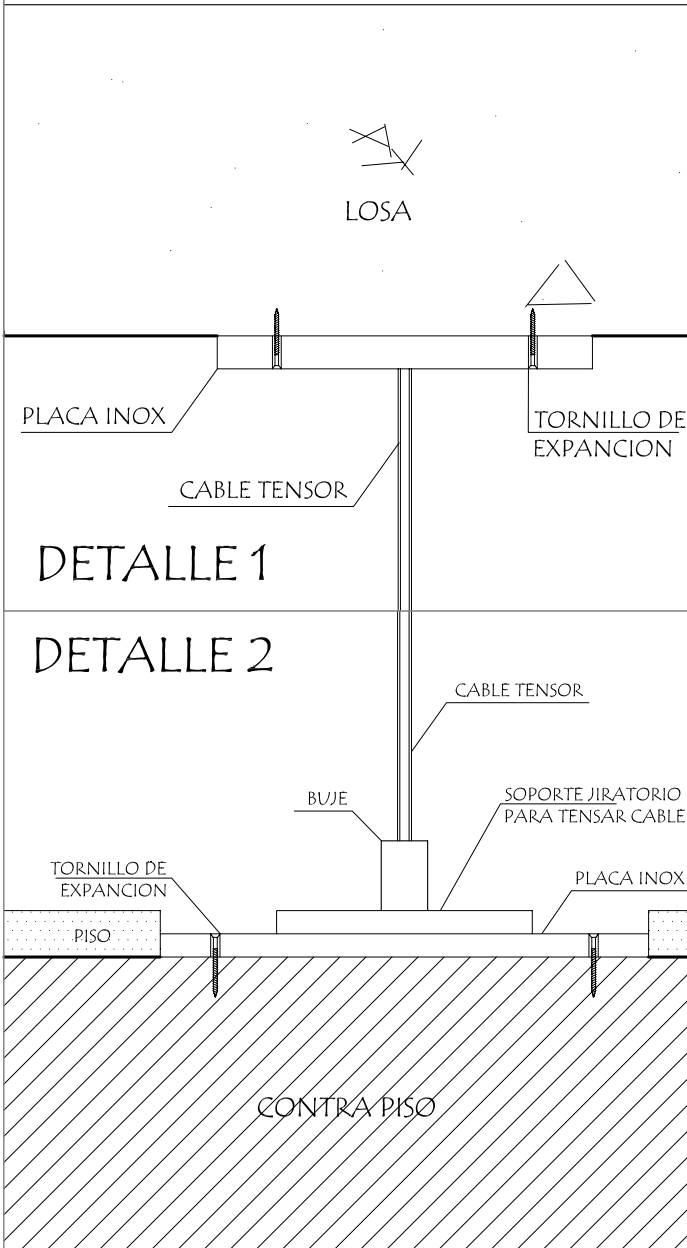 LOSA
PLACA INOX
TORNILLO DE
EXPANCION
CABLE TENSOR
DETALLE 1
DETALLE 2
CABLE TENSOR
BUJE
SOPORTE JIRATORIO
PARA TENSAR CABLE
TORNILLO DE
EXPANCION
PLACA INOX
PISO
CONTRA PISO